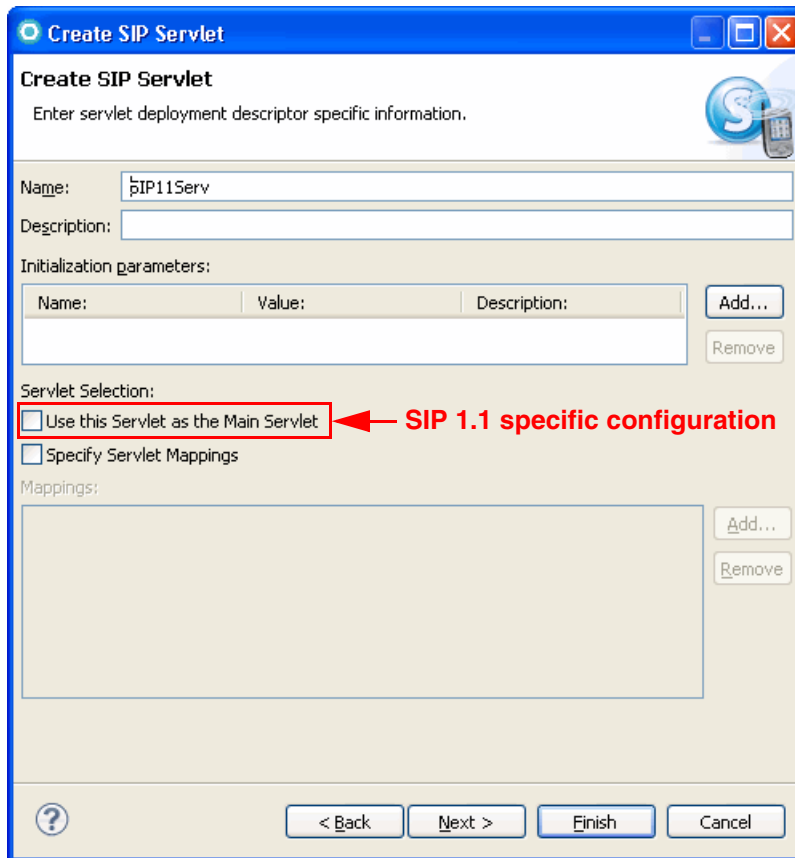 Create SIP Servlet
Create SIP Servlet
Enter servlet deployment descriptor specific information.
Name: SIP11Serv
Description:
Initialization parameters:
Name: Value: Description: Add...
Remove
Servlet Selection:
Use this Servlet as the Main Servlet SIP 1.1 specific configuration
Specify Servlet Mappings
Mappings:
Add...
Remove
? < Back Next > Finish Cancel